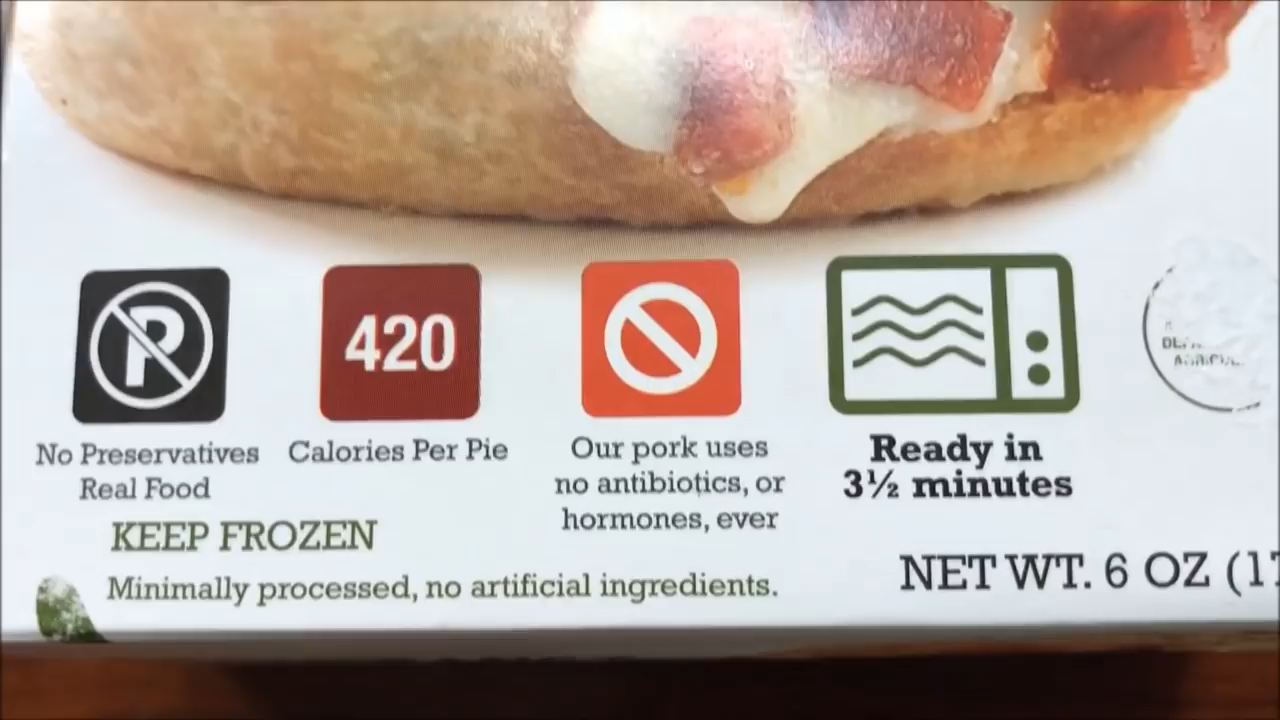 P
420
No Preservatives
Real Food
Calories Per Pie
Our pork uses
no antibiotics, or
hormones, ever
Ready in
3½ minutes
KEEP FROZEN
Minimally processed, no artificial ingredients.
NET WT. 6 OZ